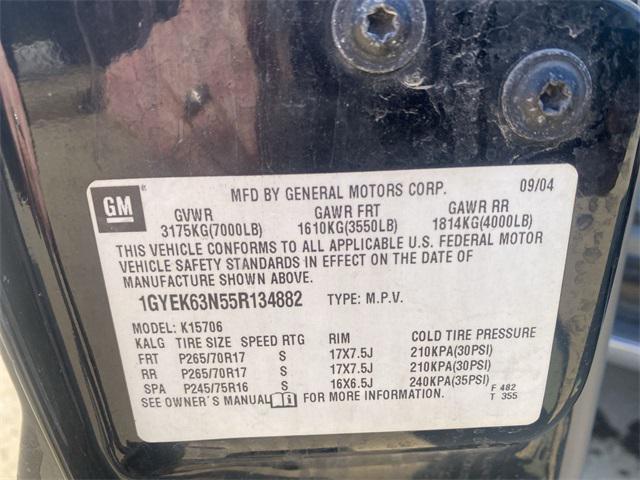 GM ® MFD BY GENERAL MOTORS CORP. 09/04
GVWR GAWR FRT GAWR RR
3175KG(7000LB) 1610KG(3550LB) 1814KG(4000LB)
THIS VEHICLE CONFORMS TO ALL APPLICABLE U.S. FEDERAL MOTOR
VEHICLE SAFETY STANDARDS IN EFFECT ON THE DATE OF
MANUFACTURE SHOWN ABOVE.
1GYEK63N55R134882 TYPE: M.P.V.
MODEL: K15706
KALG TIRE SIZE SPEED RTG RIM COLD TIRE PRESSURE
FRT P265/70R17 S 17X7.5J 210KPA(30PSI)
RR P265/70R17 S 17X7.5J 210KPA(30PSI)
SPA P245/75R16 S 16X6.5J 240KPA(35PSI)
SEE OWNER'S MANUAL i FOR MORE INFORMATION.
F 482
T 355